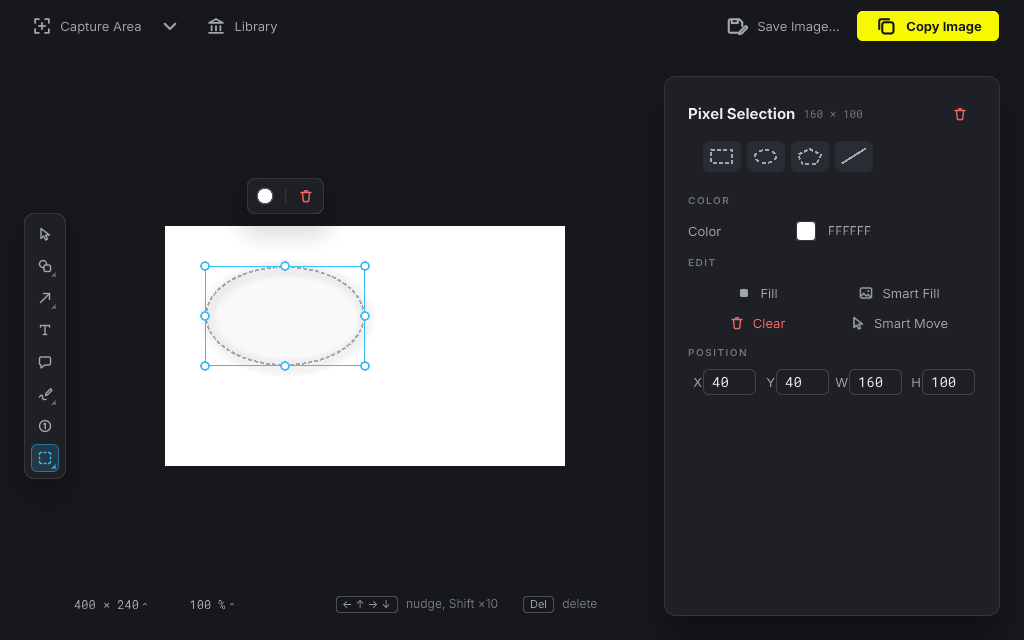 Capture Area
Library
Save Image...
Copy Image
Pixel Selection 160 × 100
COLOR
Color FFFFFF
EDIT
Fill
Smart Fill
Clear
Smart Move
POSITION
X 40 Y 40 W 160 H 100
T
1
400 × 240
100 %
← ↑ → ↓ nudge, Shift ×10
Del delete